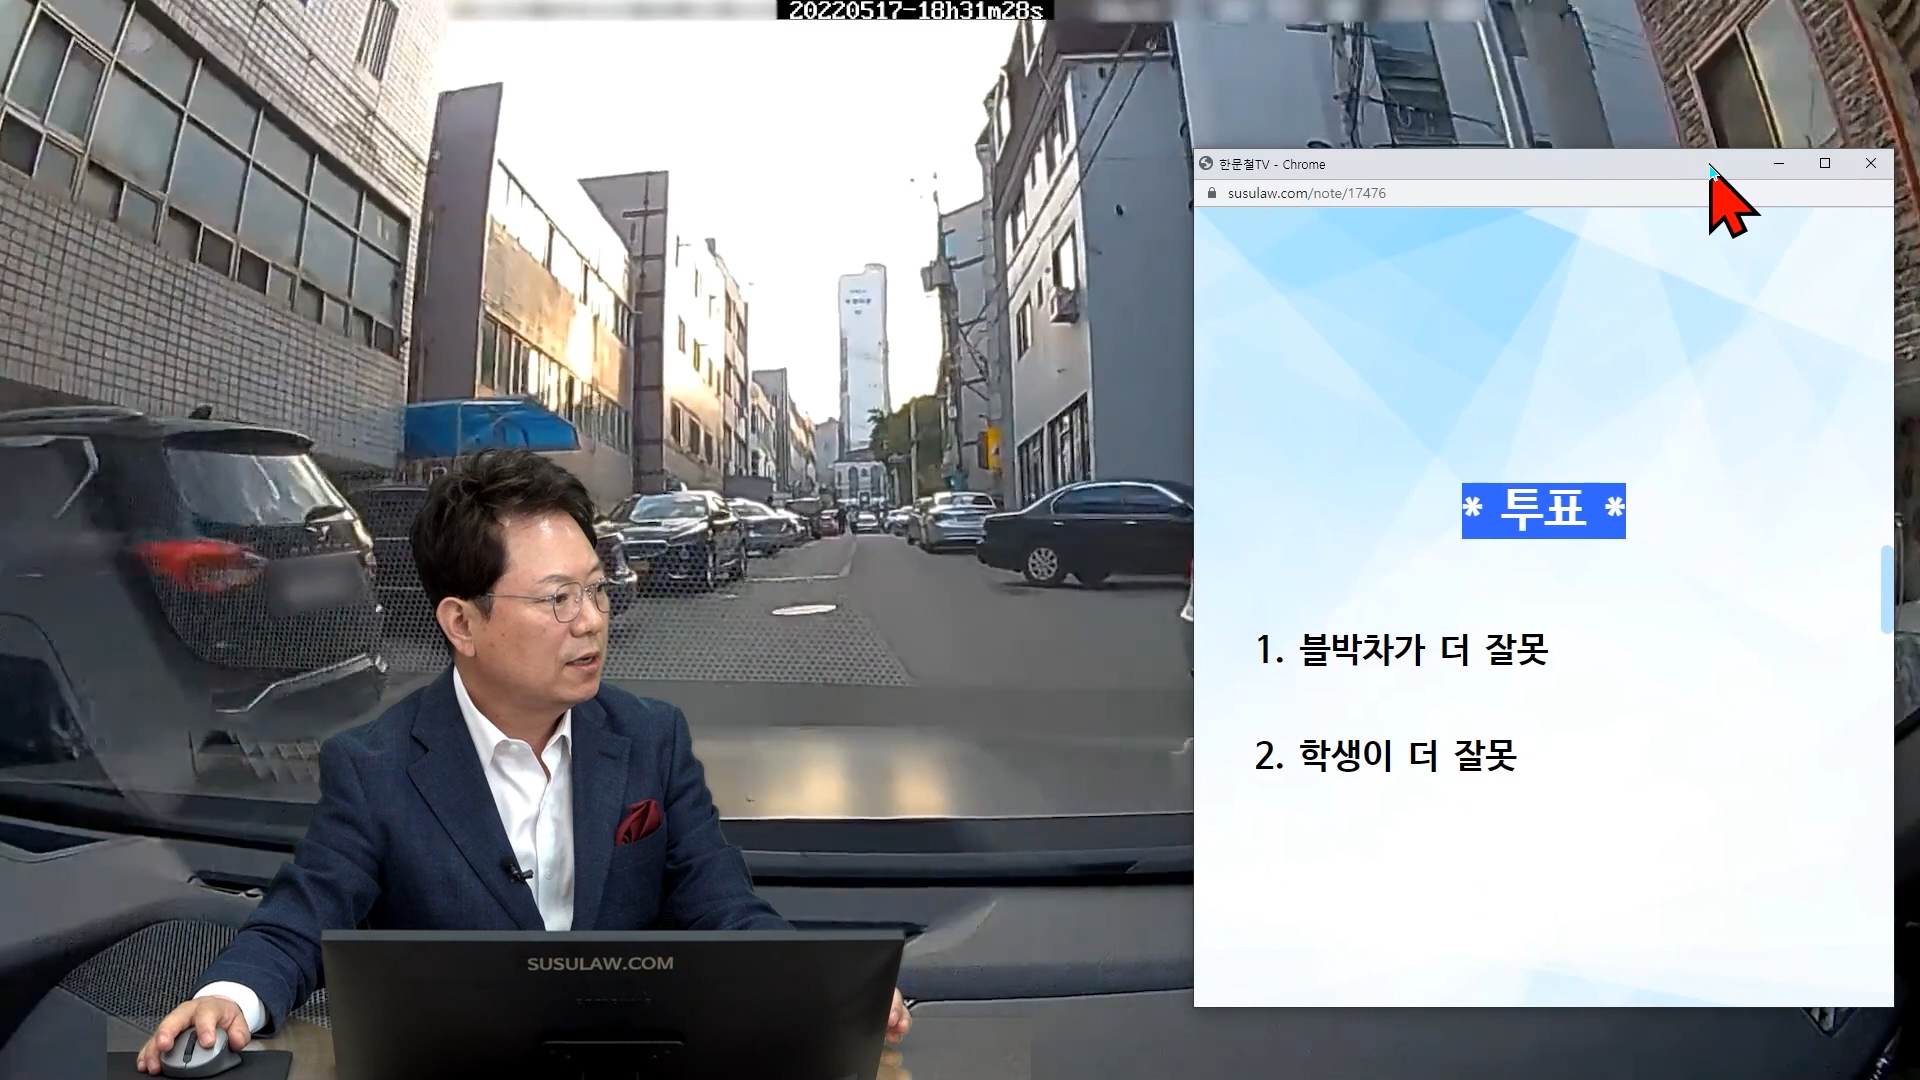 20220517-18h31m28s
한문철TV - Chrome
susulaw.com/note/17476
* 투표 *
1. 블박차가 더 잘못
2. 학생이 더 잘못
SUSULAW.COM